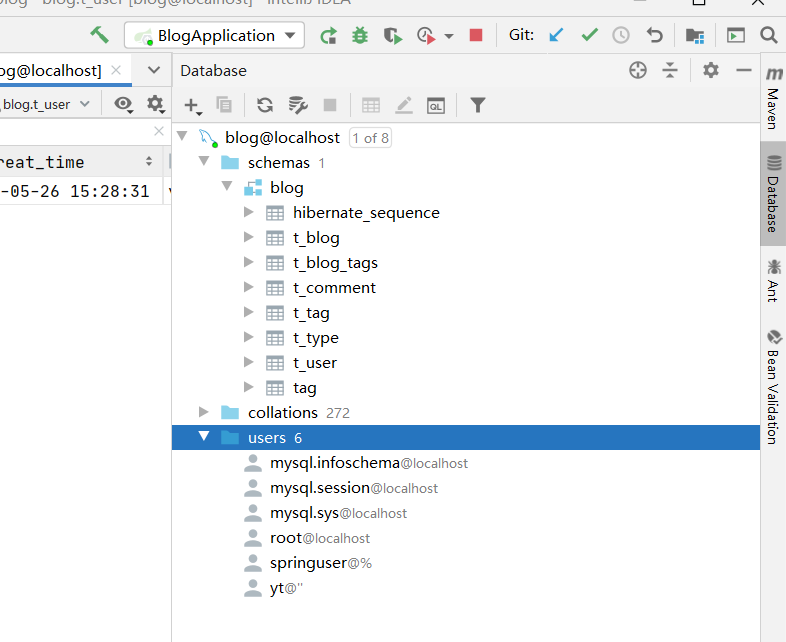 blog - blog.t_user [blog@localhost] - IntelliJ IDEA
BlogApplication
Git:
og@localhost]
Database
blog.t_user
reat_time
-05-26 15:28:31
blog@localhost 1 of 8
schemas 1
blog
hibernate_sequence
t_blog
t_blog_tags
t_comment
t_tag
t_type
t_user
tag
collations 272
users 6
mysql.infoschema@localhost
mysql.session@localhost
mysql.sys@localhost
root@localhost
springuser@%
yt@''
QL
m
Maven
Database
Ant
Bean Validation